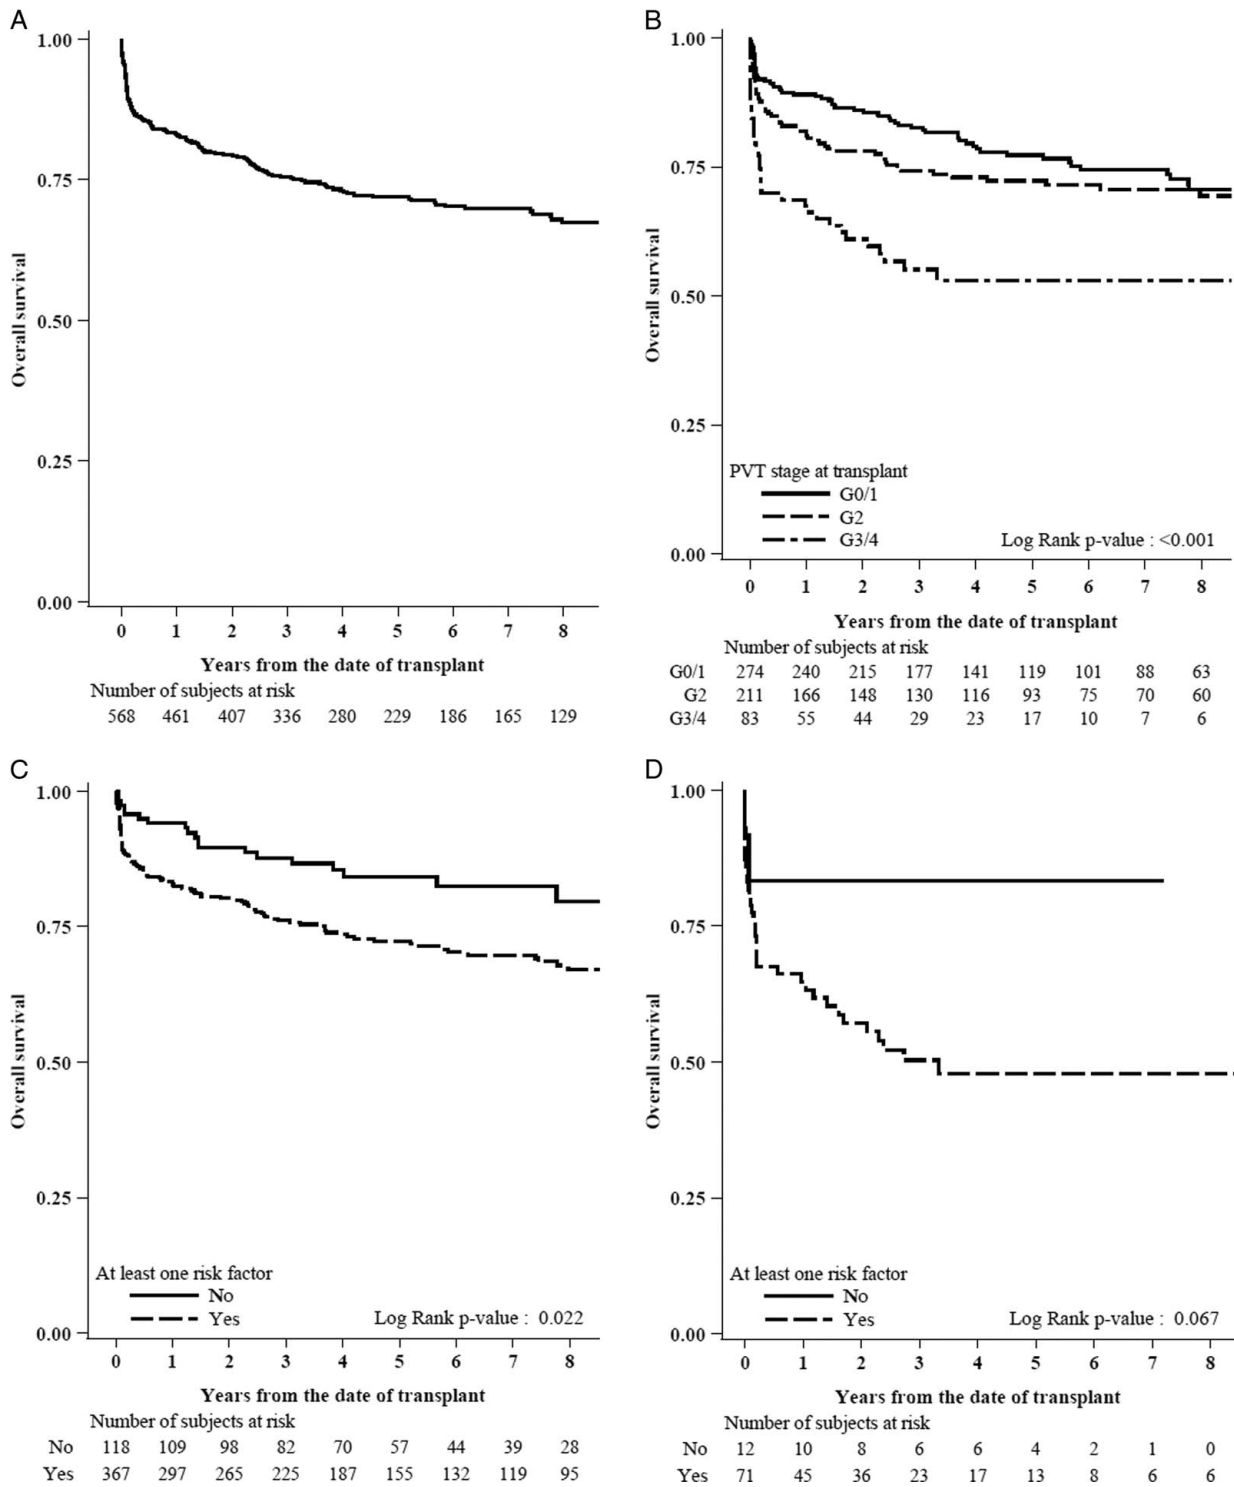 A
1.00
0.75
0.50
0.25
0.00
Overall survival
0 1 2 3 4 5 6 7 8
Years from the date of transplant
Number of subjects at risk
568 461 407 336 280 229 186 165 129
B
1.00
0.75
0.50
0.25
0.00
Overall survival
PVT stage at transplant
G0/1
G2
G3/4
Log Rank p-value : <0.001
0 1 2 3 4 5 6 7 8
Years from the date of transplant
Number of subjects at risk
G0/1 274 240 215 177 141 119 101 88 63
G2 211 166 148 130 116 93 75 70 60
G3/4 83 55 44 29 23 17 10 7 6
C
1.00
0.75
0.50
0.25
0.00
Overall survival
At least one risk factor
No
Yes
Log Rank p-value : 0.022
0 1 2 3 4 5 6 7 8
Years from the date of transplant
Number of subjects at risk
No 118 109 98 82 70 57 44 39 28
Yes 367 297 265 225 187 155 132 119 95
D
1.00
0.75
0.50
0.25
0.00
Overall survival
At least one risk factor
No
Yes
Log Rank p-value : 0.067
0 1 2 3 4 5 6 7 8
Years from the date of transplant
Number of subjects at risk
No 12 10 8 6 6 4 2 1 0
Yes 71 45 36 23 17 13 8 6 6